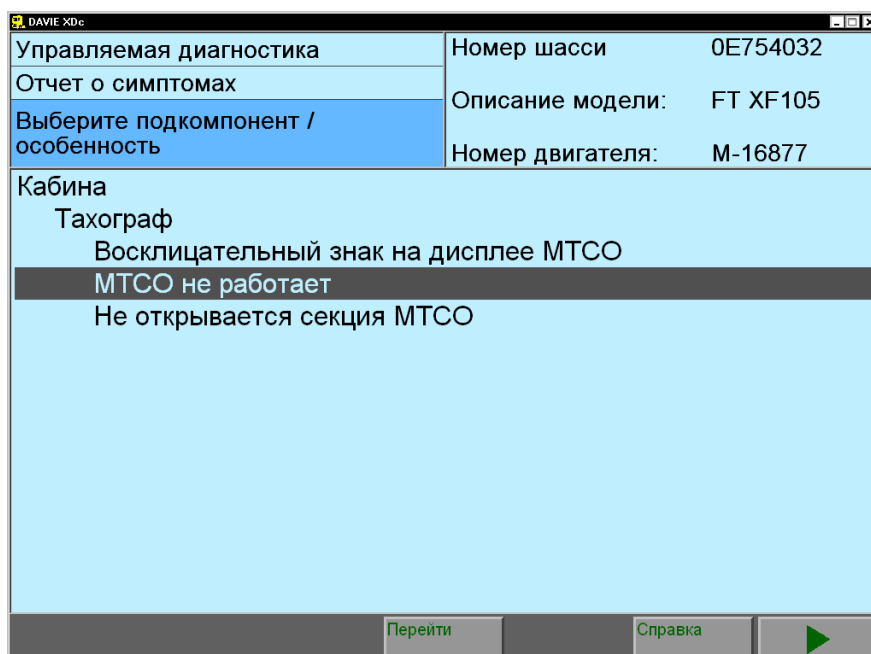 DAVIE XDc
Управляемая диагностика
Отчет о симптомах
Выберите подкомпонент /
особенность
Номер шасси 0E754032
Описание модели: FT XF105
Номер двигателя: M-16877
Кабина
Тахограф
Восклицательный знак на дисплее МТСО
МТСО не работает
Не открывается секция МТСО
Перейти
Справка